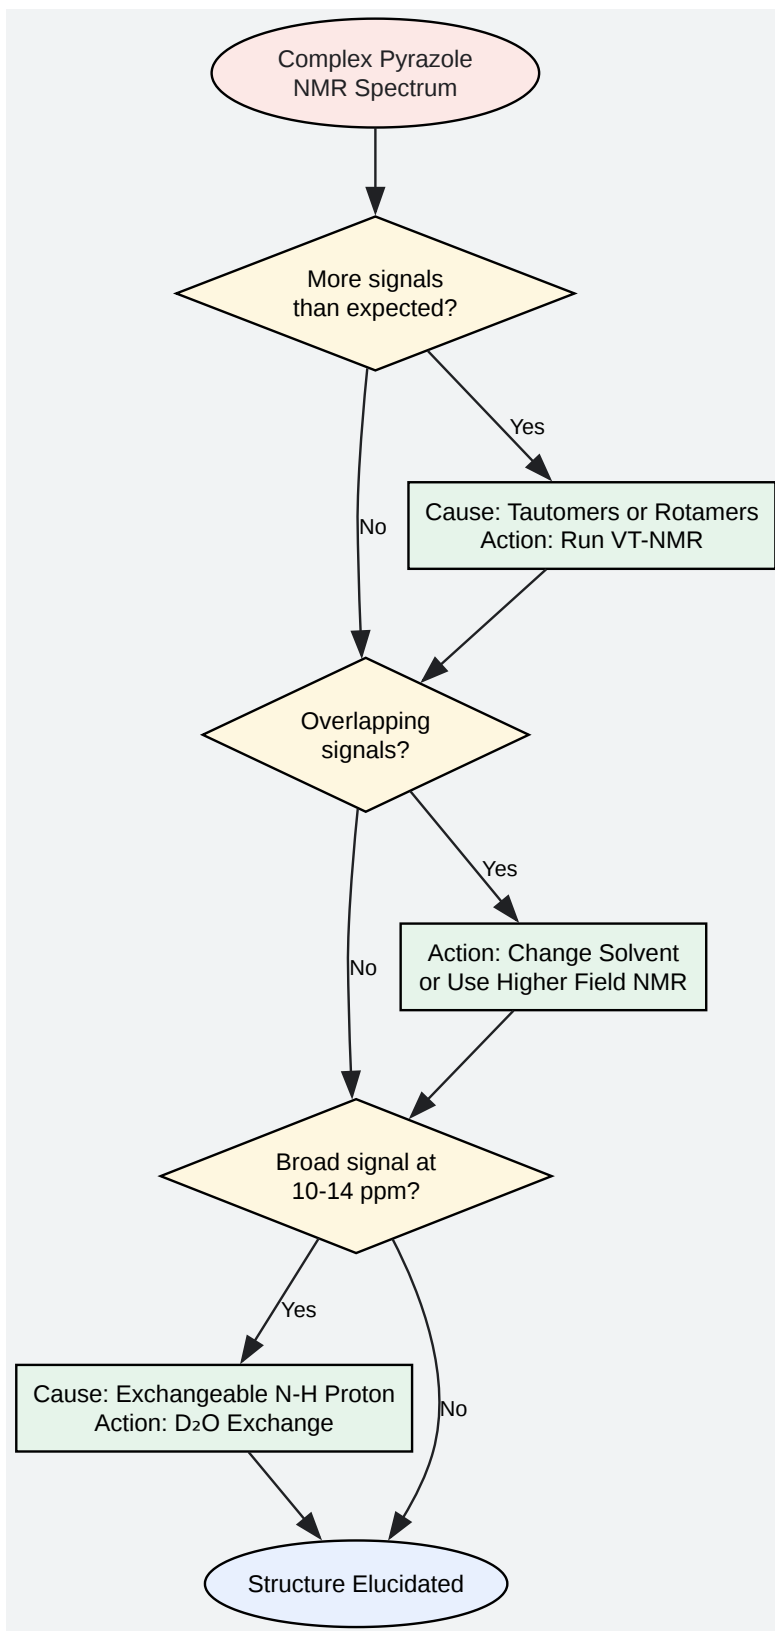 Complex Pyrazole
NMR Spectrum
More signals
than expected?
Yes
Cause: Tautomers or Rotamers
Action: Run VT-NMR
No
Overlapping
signals?
Yes
Action: Change Solvent
or Use Higher Field NMR
No
Broad signal at
10-14 ppm?
Yes
Cause: Exchangeable N-H Proton
Action: D₂O Exchange
No
Structure Elucidated